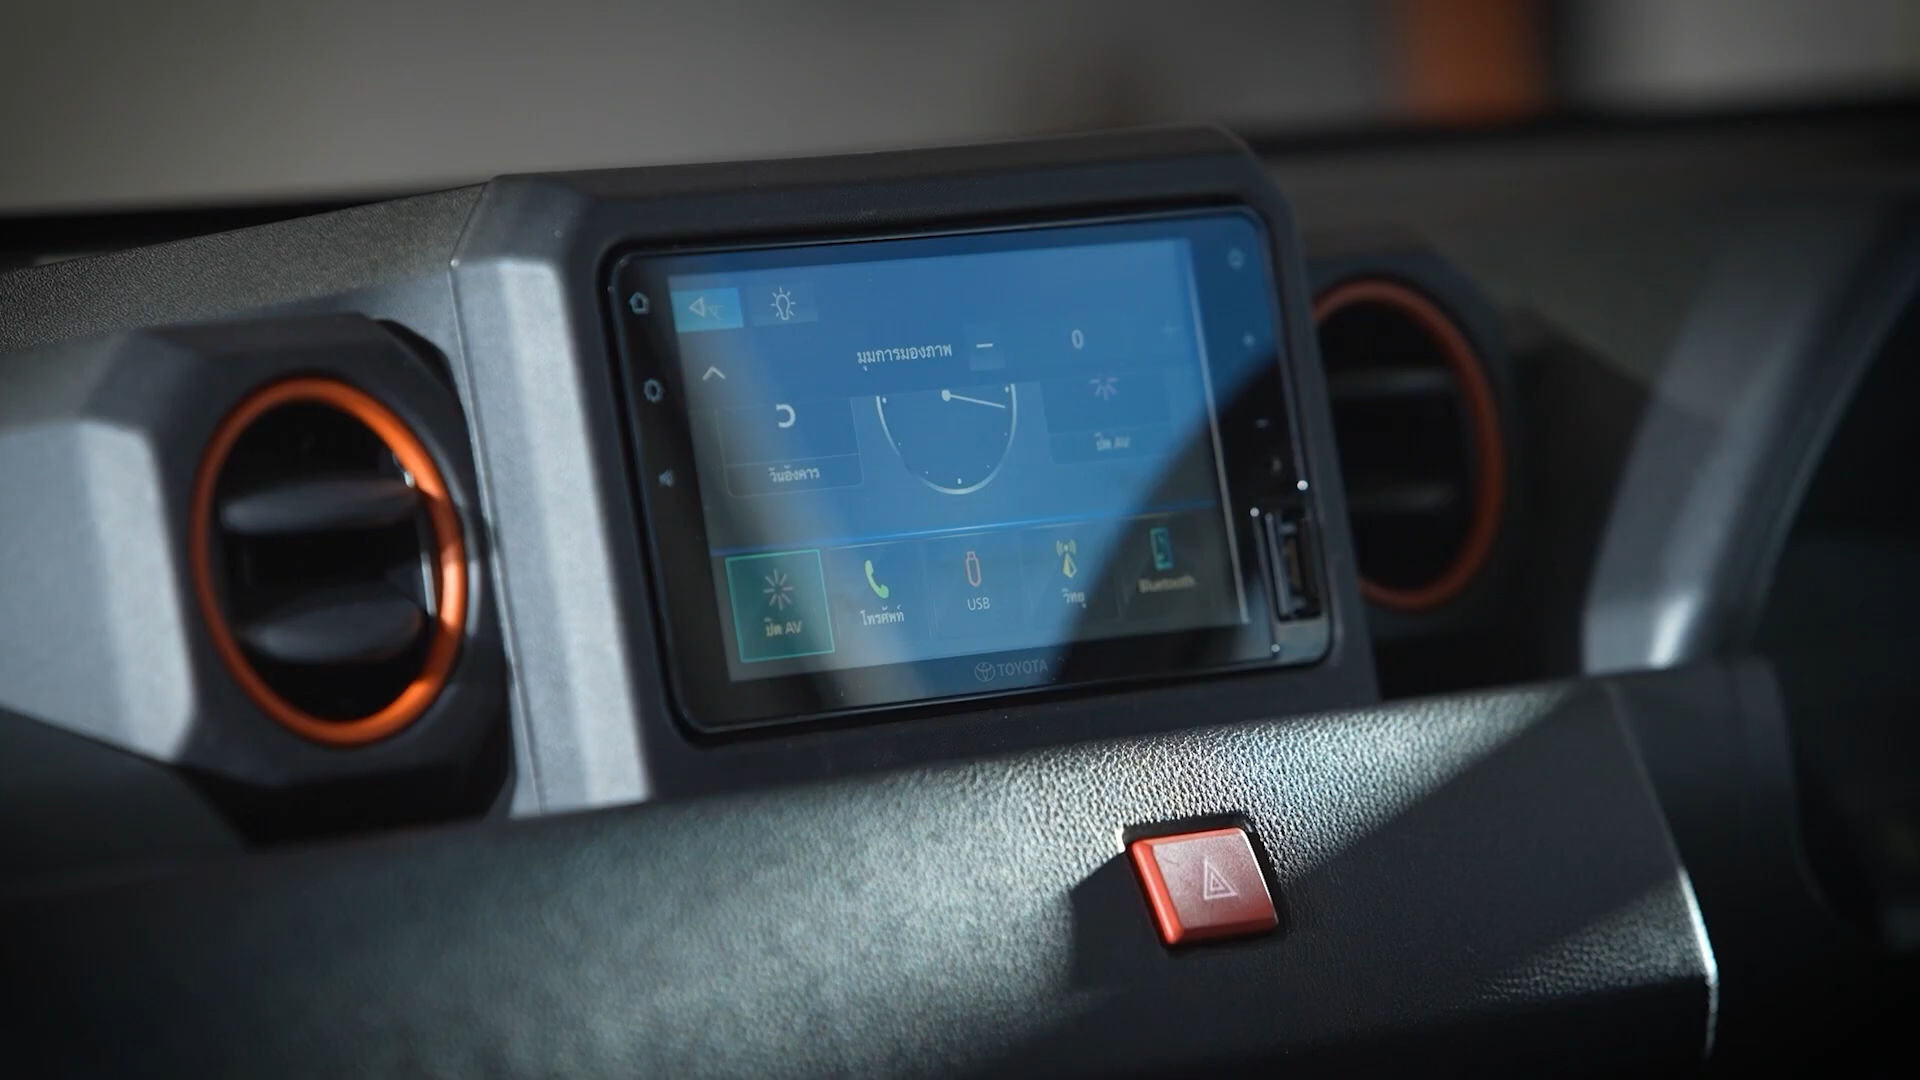 มุมการมองภาพ
0
วันอังคาร
ปิด AV
ปิด AV
โทรศัพท์
USB
วิทยุ
Bluetooth
TOYOTA